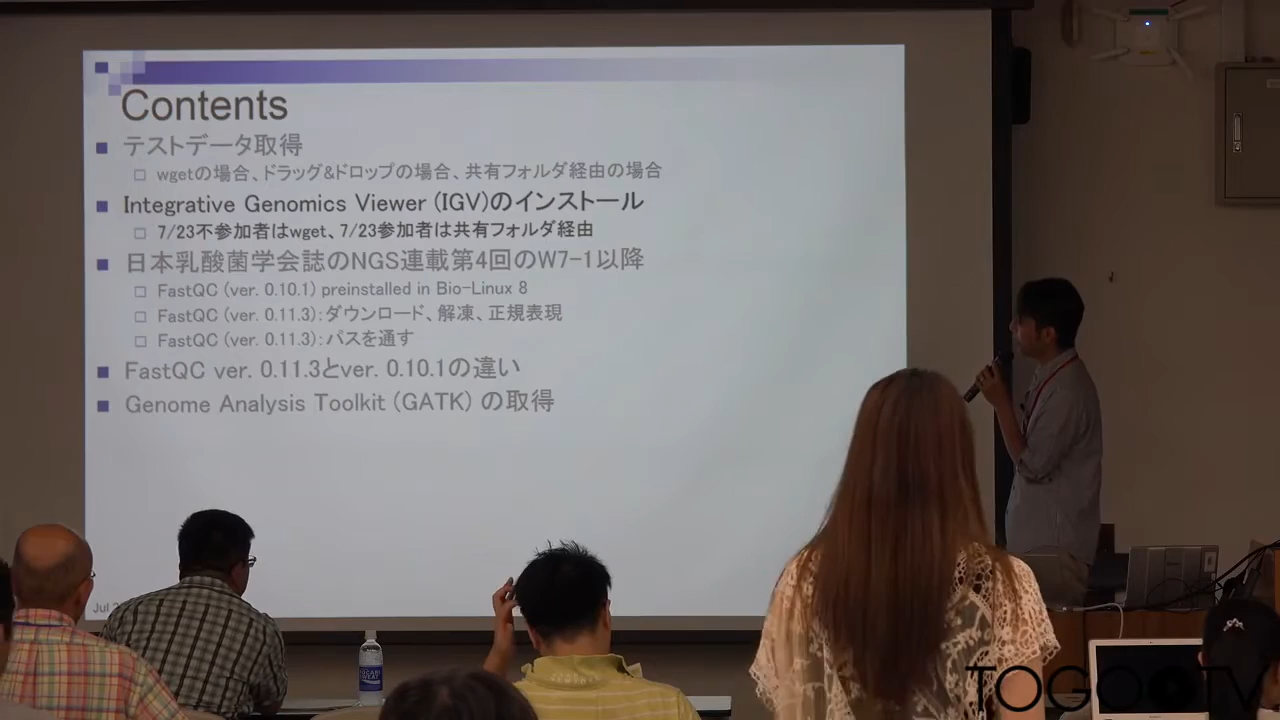 Contents
テストデータ取得
wgetの場合、ドラッグ&ドロップの場合、共有フォルダ経由の場合
Integrative Genomics Viewer (IGV)のインストール
7/23不参加者はwget、7/23参加者は共有フォルダ経由
日本乳酸菌学会誌のNGS連載第4回のW7-1以降
FastQC (ver. 0.10.1) preinstalled in Bio-Linux 8
FastQC (ver. 0.11.3):ダウンロード、解凍、正規表現
FastQC (ver. 0.11.3):パスを通す
FastQC ver. 0.11.3とver. 0.10.1の違い
Genome Analysis Toolkit (GATK) の取得
Jul
SWEAT
TOGO TV